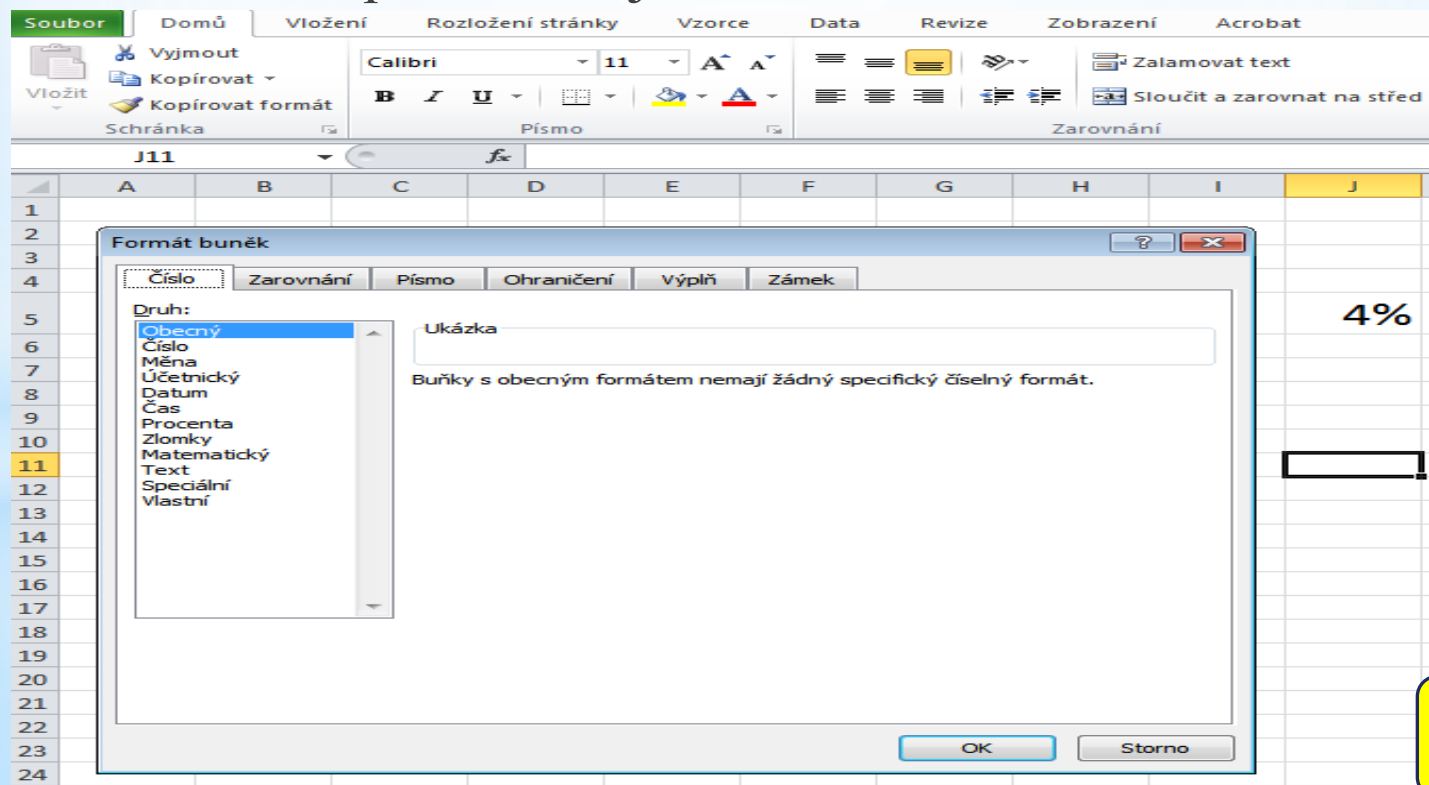 Soubor Domů Vložení Rozložení stránky Vzorce Data Revize Zobrazení Acrobat
Vložit
Vyjmout
Kopírovat
Kopírovat formát
Schránka
Calibri 11 A A
B I U A
Písmo
Zalamovat text
Sloučit a zarovnat na střed
Zarovnání
J11 fx
A B C D E F G H I J
1
2
3
4
5
6
7
8
9
10
11
12
13
14
15
16
17
18
19
20
21
22
23
24
4%
Formát buněk ?
Číslo Zarovnání Písmo Ohraničení Výplň Zámek
Druh:
Obecný
Číslo
Měna
Účetnický
Datum
Čas
Procenta
Zlomky
Matematický
Text
Speciální
Vlastní
Ukázka
Buňky s obecným formátem nemají žádný specifický číselný formát.
OK Storno